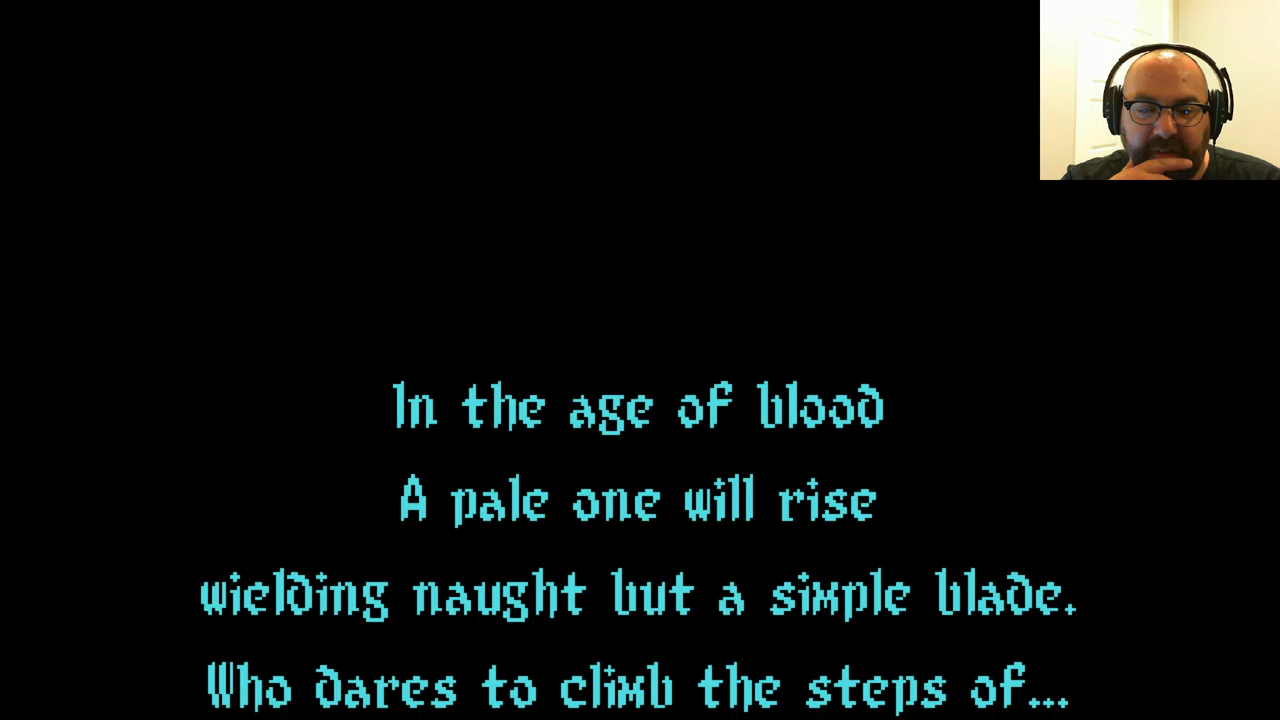 In the age of blood
A pale one will rise
wielding naught but a simple blade.
Who dares to climb the steps of...